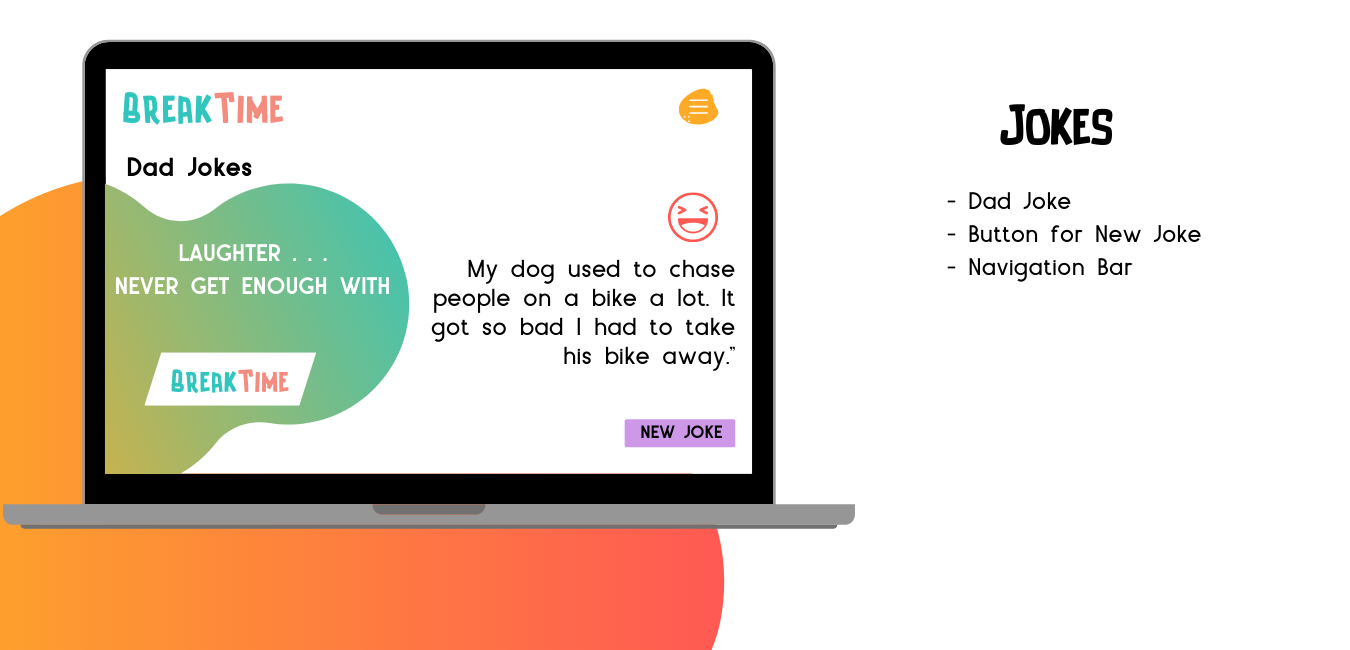 BREAKTIME
Dad Jokes
LAUGHTER . . .
NEVER GET ENOUGH WITH
BREAKTIME
My dog used to chase
people on a bike a lot. It
got so bad I had to take
his bike away.”
NEW JOKE
JOKES
- Dad Joke
- Button for New Joke
- Navigation Bar